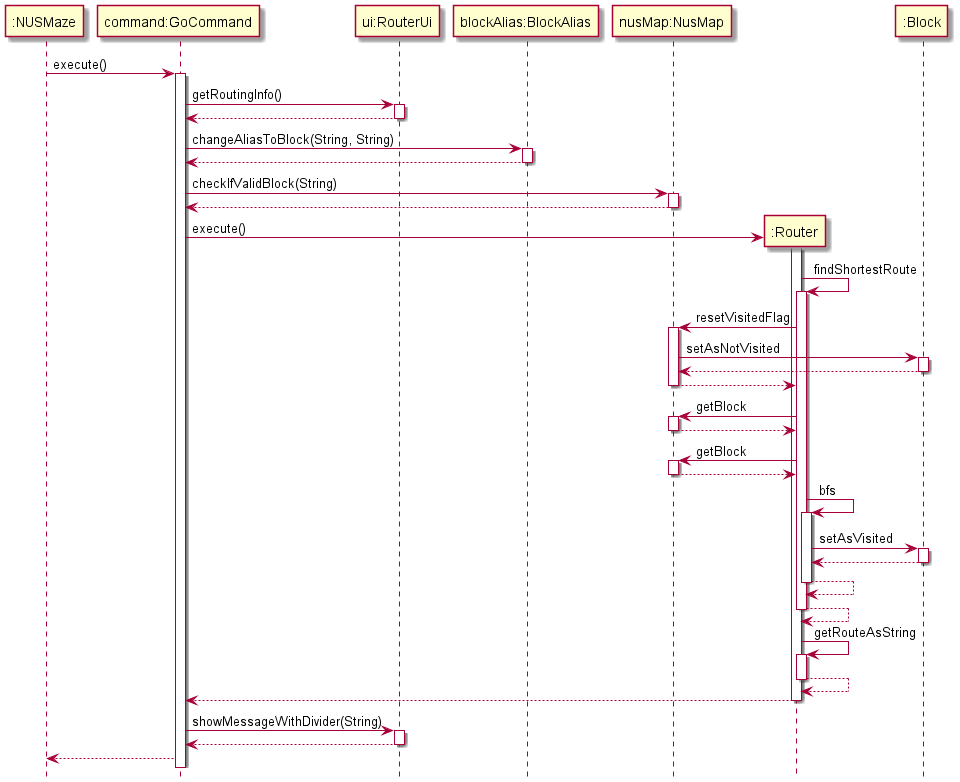 :NUSMaze command:GoCommand ui:RouterUi blockAlias:BlockAlias nusMap:NusMap :Block
execute()
getRoutingInfo()
changeAliasToBlock(String, String)
checkIfValidBlock(String)
execute() :Router
findShortestRoute
resetVisitedFlag
setAsNotVisited
getBlock
getBlock
bfs
setAsVisited
getRouteAsString
showMessageWithDivider(String)